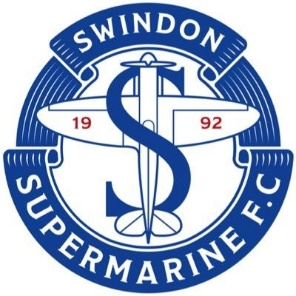 SWINDON
S
19 92
SUPERMARINE F.C